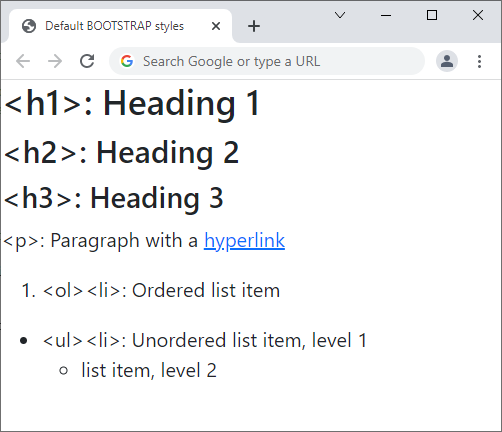 Default BOOTSTRAP styles
Search Google or type a URL
<h1>: Heading 1
<h2>: Heading 2
<h3>: Heading 3
<p>: Paragraph with a hyperlink
1. <ol><li>: Ordered list item
• <ul><li>: Unordered list item, level 1
◦ list item, level 2